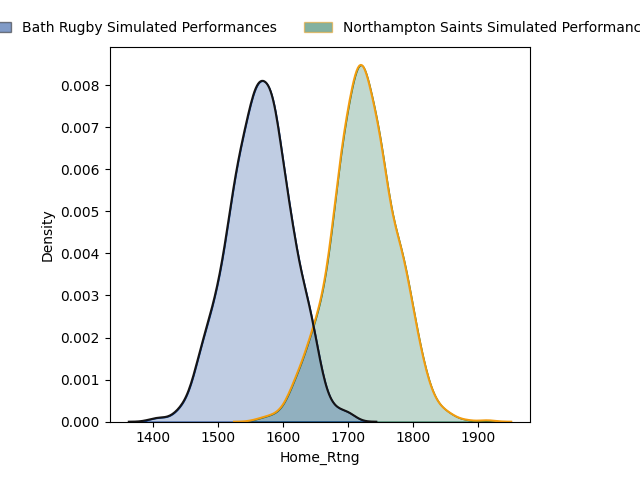 Bath Rugby Simulated Performances Northampton Saints Simulated Performanc
0.008
0.007
0.006
0.005
0.004
0.003
0.002
0.001
0.000
Density
1400 1500 1600 1700 1800 1900
Home_Rtng